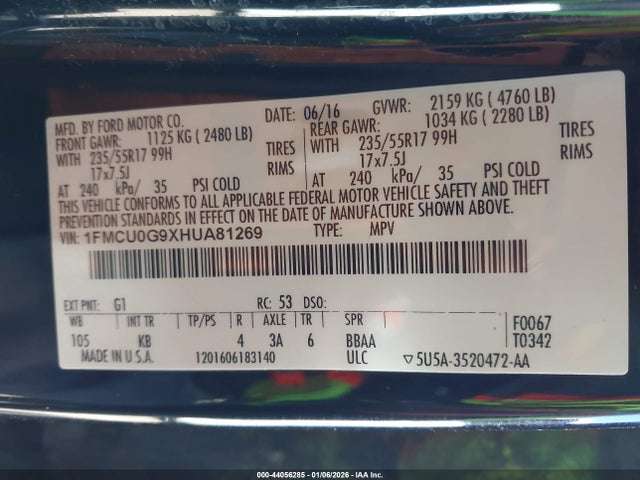 MFD. BY FORD MOTOR CO. DATE: 06/16 GVWR: 2159 KG ( 4760 LB)
FRONT GAWR: 1125 KG ( 2480 LB) REAR GAWR: 1034 KG ( 2280 LB)
WITH 235/55R17 99H TIRES WITH 235/55R17 99H TIRES
17x7.5J RIMS 17x7.5J RIMS
AT 240 kPa/ 35 PSI COLD AT 240 kPa/ 35 PSI COLD
THIS VEHICLE CONFORMS TO ALL APPLICABLE FEDERAL MOTOR VEHICLE SAFETY AND THEFT
PREVENTION STANDARDS IN EFFECT ON THE DATE OF MANUFACTURE SHOWN ABOVE.
VIN: 1FMCU0G9XHUA81269 TYPE: MPV
EXT PNT: G1 RC: 53 DSO:
WB INT TR TP/PS R AXLE TR SPR F0067
105 KB 4 3A 6 BBAA T0342
MADE IN U.S.A. 1201606183140 ULC ▽5U5A-3520472-AA
000-44056285 - 01/06/2026 - IAA Inc.